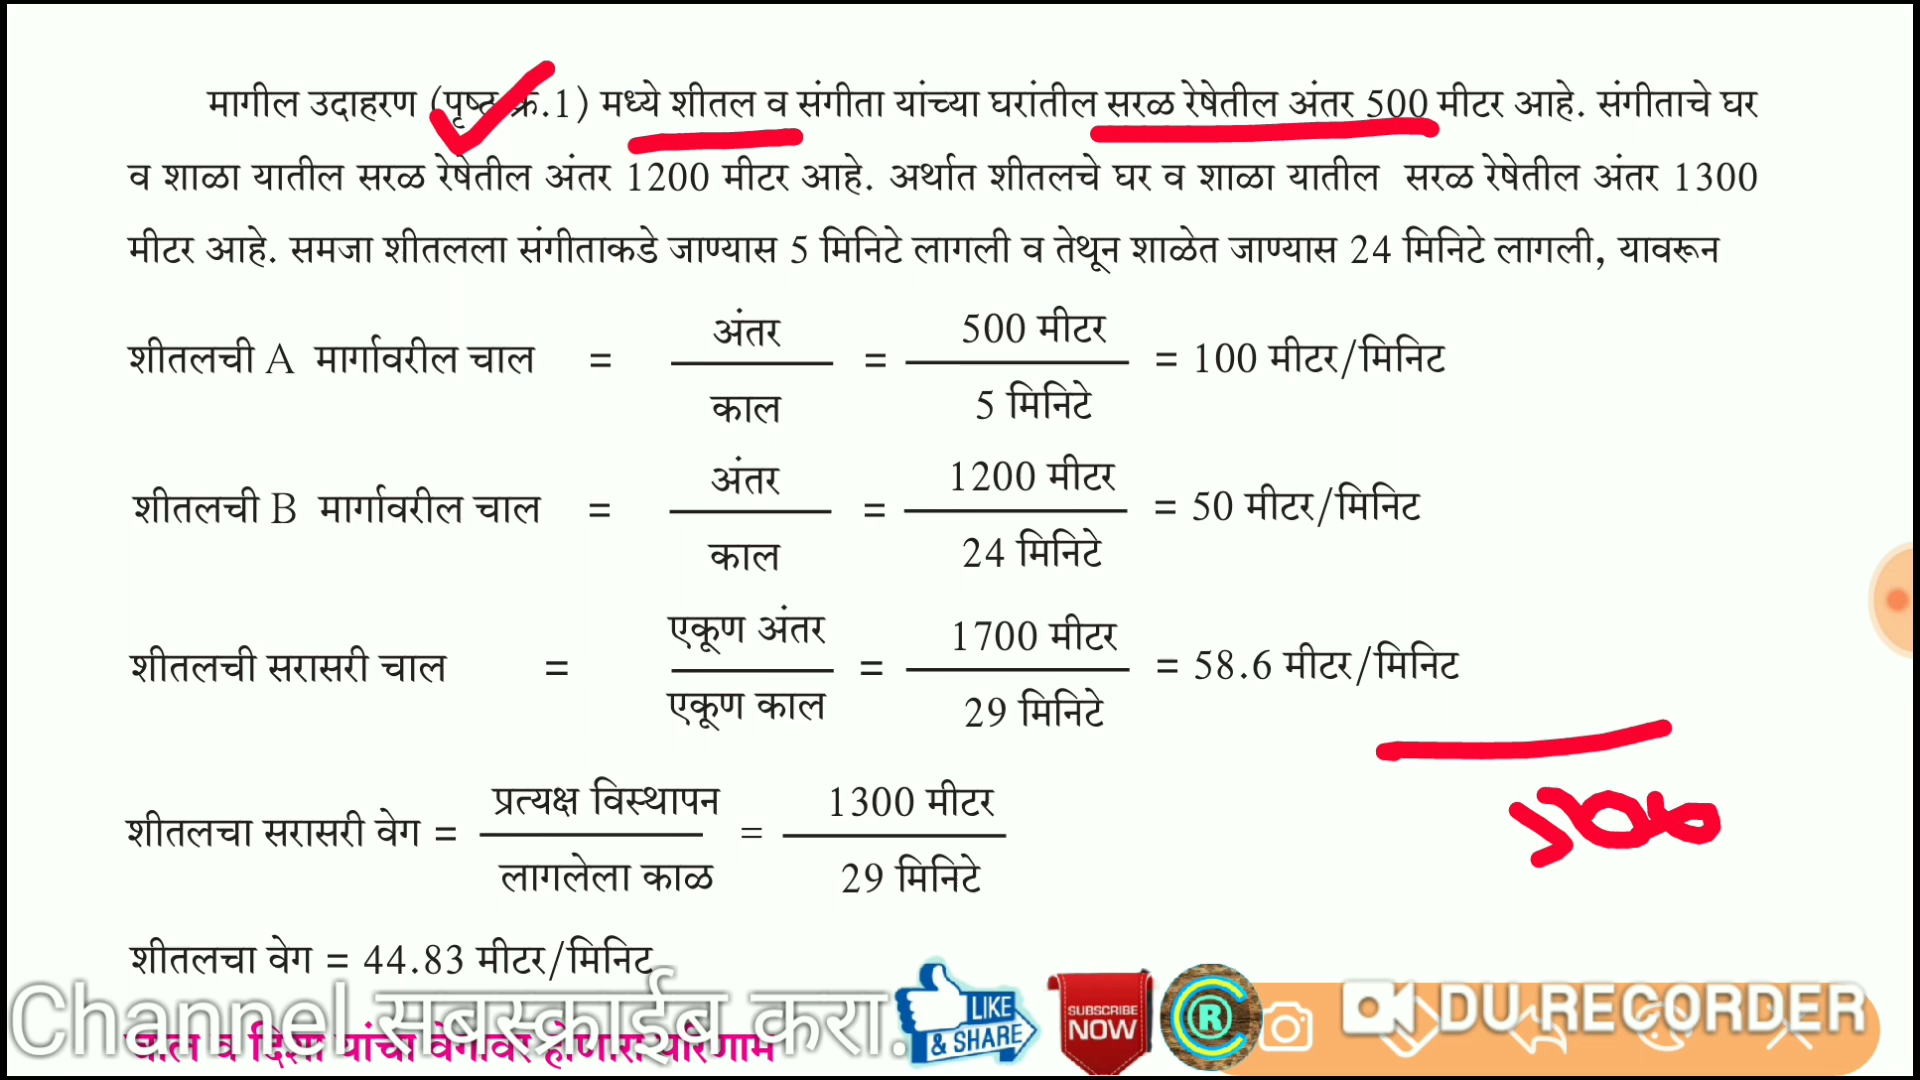 मागील उदाहरण (पृष्ठ क्र.1) मध्ये शीतल व संगीता यांच्या घरांतील सरळ रेषेतील अंतर 500 मीटर आहे. संगीताचे घर
व शाळा यातील सरळ रेषेतील अंतर 1200 मीटर आहे. अर्थात शीतलचे घर व शाळा यातील सरळ रेषेतील अंतर 1300
मीटर आहे. समजा शीतलला संगीताकडे जाण्यास 5 मिनिटे लागली व तेथून शाळेत जाण्यास 24 मिनिटे लागली, यावरून
शीतलची A मार्गावरील चाल = अंतर / काल = 500 मीटर / 5 मिनिटे = 100 मीटर/मिनिट
शीतलची B मार्गावरील चाल = अंतर / काल = 1200 मीटर / 24 मिनिटे = 50 मीटर/मिनिट
शीतलची सरासरी चाल = एकूण अंतर / एकूण काल = 1700 मीटर / 29 मिनिटे = 58.6 मीटर/मिनिट
शीतलचा सरासरी वेग = प्रत्यक्ष विस्थापन / लागलेला काळ = 1300 मीटर / 29 मिनिटे
शीतलचा वेग = 44.83 मीटर/मिनिट
Channel सबस्क्राईब करा.
चाल व दिशा यांचा वेगावर होणारा परिणाम
LIKE
& SHARE
SUBSCRIBE
NOW
R
DU RECORDER